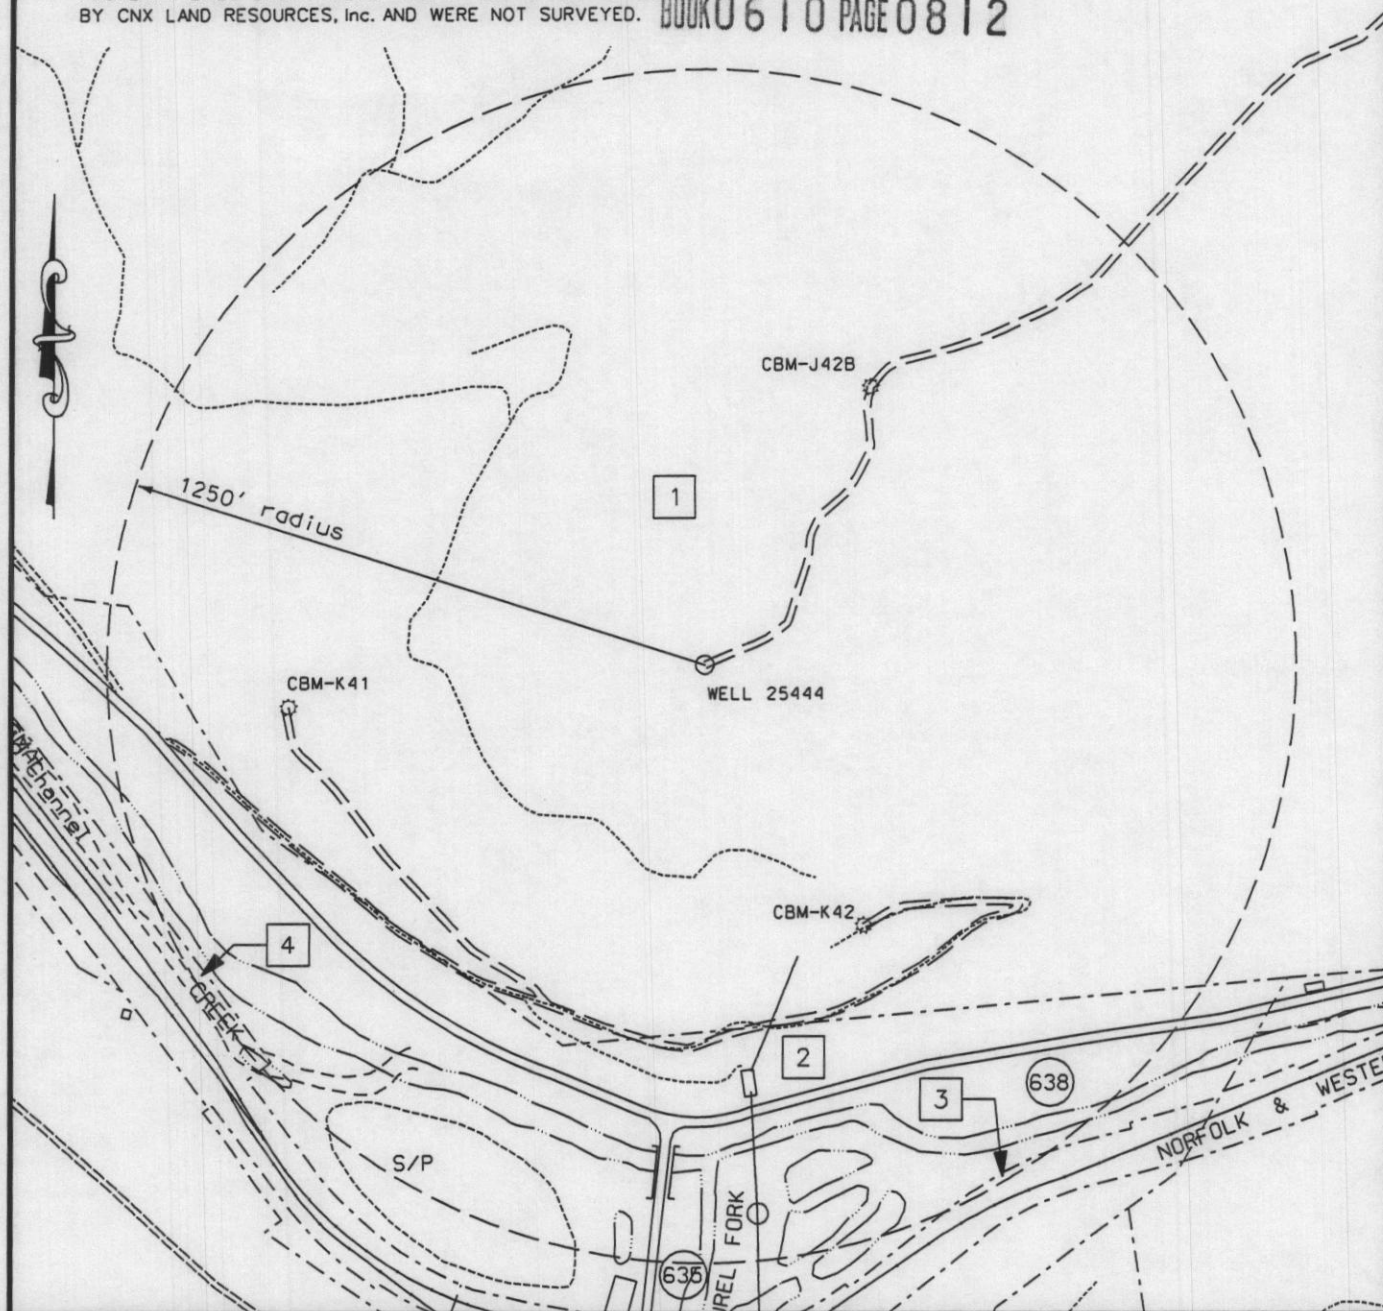 BY CNX LAND RESOURCES, Inc. AND WERE NOT SURVEYED.
BOOK 0610 PAGE 0812
CBM-J42B
1
1250' radius
WELL 25444
CBM-K41
Channel
CBM-K42
4
CREEK
2
638
3
NORFOLK &
S/P
FORK
635